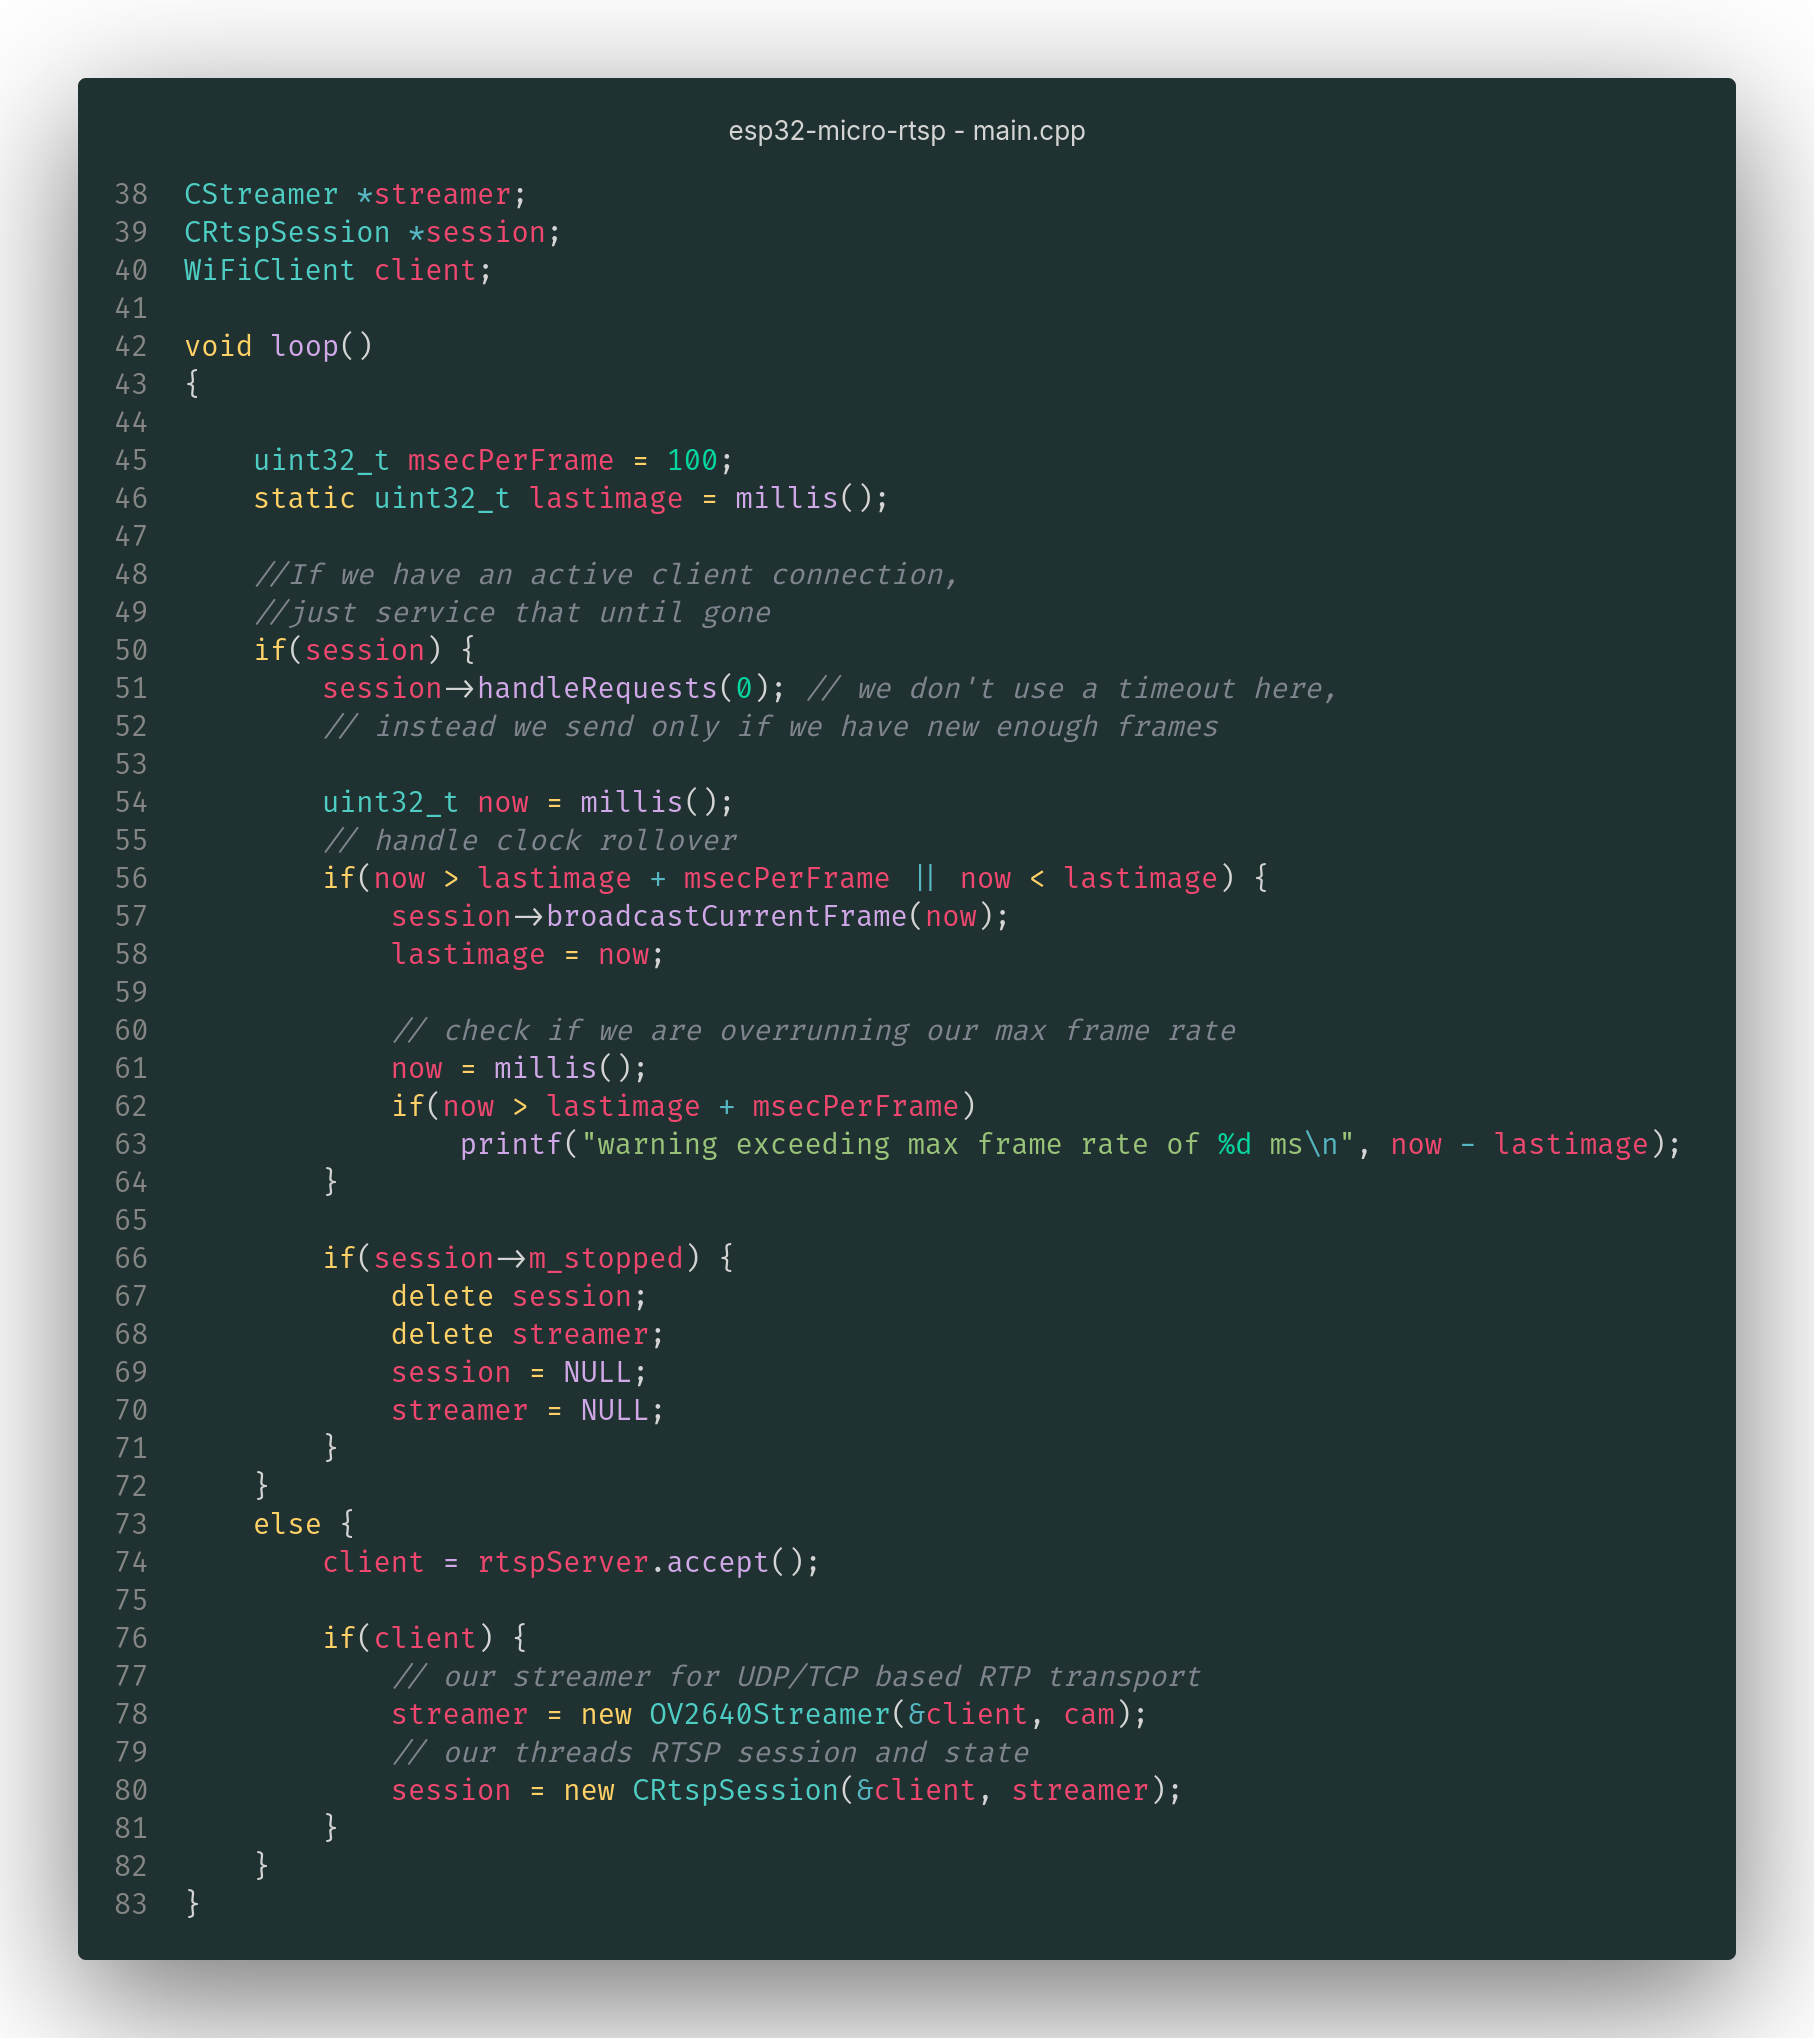 esp32-micro-rtsp - main.cpp
38 CStreamer *streamer;
39 CRtspSession *session;
40 WiFiClient client;
41
42 void loop()
43 {
44
45     uint32_t msecPerFrame = 100;
46     static uint32_t lastimage = millis();
47
48     //If we have an active client connection,
49     //just service that until gone
50     if(session) {
51         session->handleRequests(0); // we don't use a timeout here,
52         // instead we send only if we have new enough frames
53
54         uint32_t now = millis();
55         // handle clock rollover
56         if(now > lastimage + msecPerFrame || now < lastimage) {
57             session->broadcastCurrentFrame(now);
58             lastimage = now;
59
60             // check if we are overrunning our max frame rate
61             now = millis();
62             if(now > lastimage + msecPerFrame)
63                 printf("warning exceeding max frame rate of %d ms\n", now - lastimage);
64         }
65
66         if(session->m_stopped) {
67             delete session;
68             delete streamer;
69             session = NULL;
70             streamer = NULL;
71         }
72     }
73     else {
74         client = rtspServer.accept();
75
76         if(client) {
77             // our streamer for UDP/TCP based RTP transport
78             streamer = new OV2640Streamer(&client, cam);
79             // our threads RTSP session and state
80             session = new CRtspSession(&client, streamer);
81         }
82     }
83 }